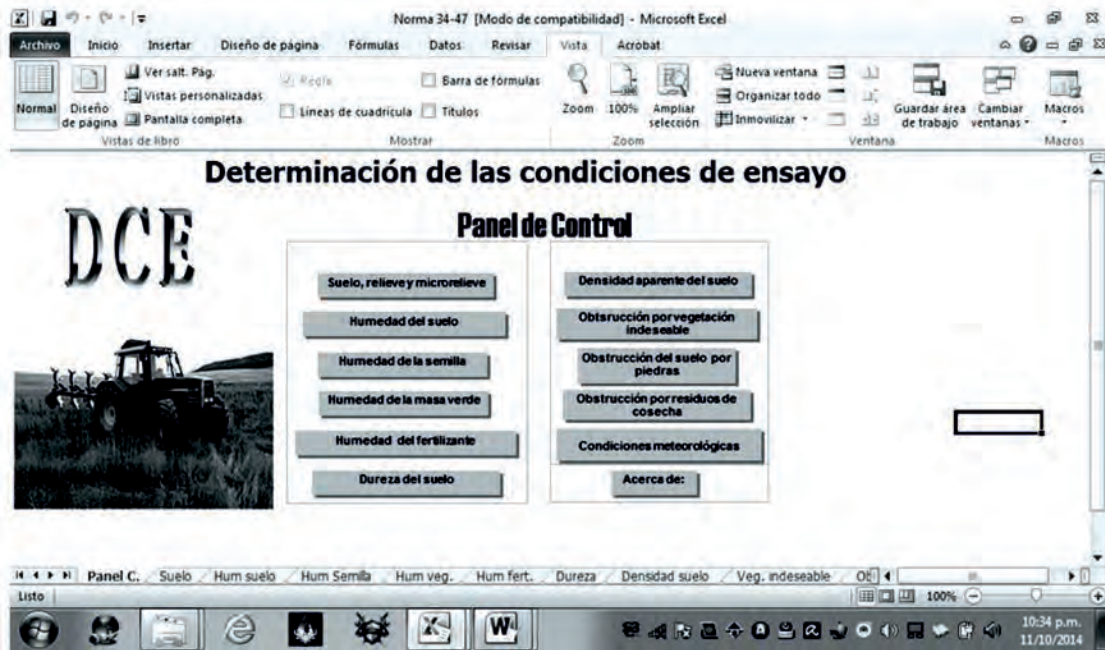 Norma 34-47 [Modo de compatibilidad] - Microsoft Excel
Archivo Inicio Insertar Diseño de página Fórmulas Datos Revisar Vista Acrobat
Normal
Diseño de página
Ver salt. Pág.
Vistas personalizadas
Pantalla completa
Regla
Barra de fórmulas
Líneas de cuadrícula
Títulos
Zoom
100%
Ampliar selección
Nueva ventana
Organizar todo
Inmovilizar
Guardar área de trabajo
Cambiar ventanas
Macros
Vistas de libro Mostrar Zoom Ventana Macros
Determinación de las condiciones de ensayo
DCE
Panel de Control
Suelo, relieve y microrelieve
Humedad del suelo
Humedad de la semilla
Humedad de la masa verde
Humedad del fertilizante
Dureza del suelo
Densidad aparente del suelo
Obtsrucción por vegetación
indeseable
Obstrucción del suelo por
piedras
Obstrucción por residuos de
cosecha
Condiciones meteorológicas
Acerca de:
Panel C. Suelo Hum suelo Hum Semilla Hum veg. Hum fert. Dureza Densidad suelo Veg. indeseable
Listo 100%
10:34 p.m.
11/10/2014